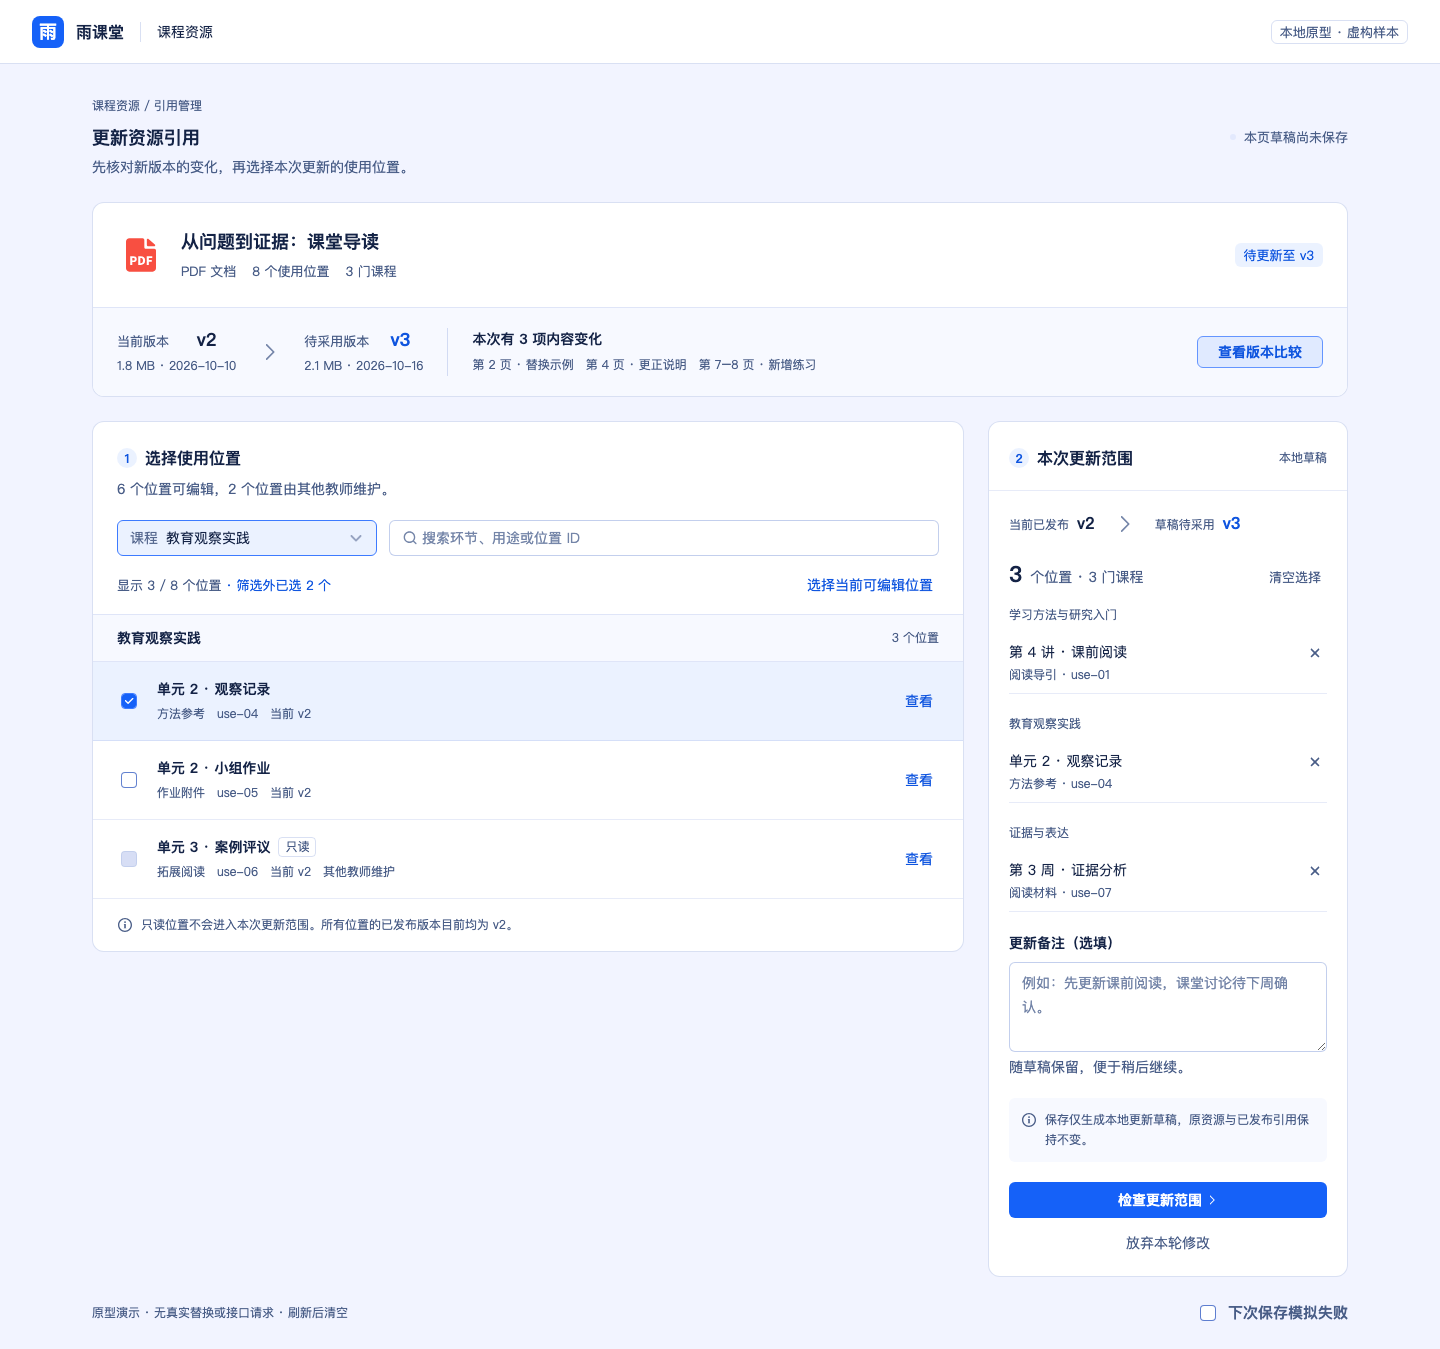 雨 雨课堂 课程资源 本地原型 · 虚构样本
课程资源 / 引用管理
更新资源引用
本页草稿尚未保存
先核对新版本的变化，再选择本次更新的使用位置。
PDF
从问题到证据：课堂导读
PDF 文档 8 个使用位置 3 门课程
待更新至 v3
当前版本 v2
1.8 MB · 2026-10-10
待采用版本 v3
2.1 MB · 2026-10-16
本次有 3 项内容变化
第 2 页 · 替换示例 第 4 页 · 更正说明 第 7—8 页 · 新增练习
查看版本比较
1 选择使用位置
6 个位置可编辑，2 个位置由其他教师维护。
课程 教育观察实践
搜索环节、用途或位置 ID
显示 3 / 8 个位置 · 筛选外已选 2 个
选择当前可编辑位置
教育观察实践 3 个位置
单元 2 · 观察记录
方法参考 use-04 当前 v2
查看
单元 2 · 小组作业
作业附件 use-05 当前 v2
查看
单元 3 · 案例评议 只读
拓展阅读 use-06 当前 v2 其他教师维护
查看
只读位置不会进入本次更新范围。所有位置的已发布版本目前均为 v2。
2 本次更新范围 本地草稿
当前已发布 v2 草稿待采用 v3
3 个位置 · 3 门课程 清空选择
学习方法与研究入门
第 4 讲 · 课前阅读
阅读导引 · use-01
教育观察实践
单元 2 · 观察记录
方法参考 · use-04
证据与表达
第 3 周 · 证据分析
阅读材料 · use-07
更新备注（选填）
例如：先更新课前阅读，课堂讨论待下周确
认。
随草稿保留，便于稍后继续。
保存仅生成本地更新草稿，原资源与已发布引用保
持不变。
检查更新范围
放弃本轮修改
原型演示 · 无真实替换或接口请求 · 刷新后清空
下次保存模拟失败